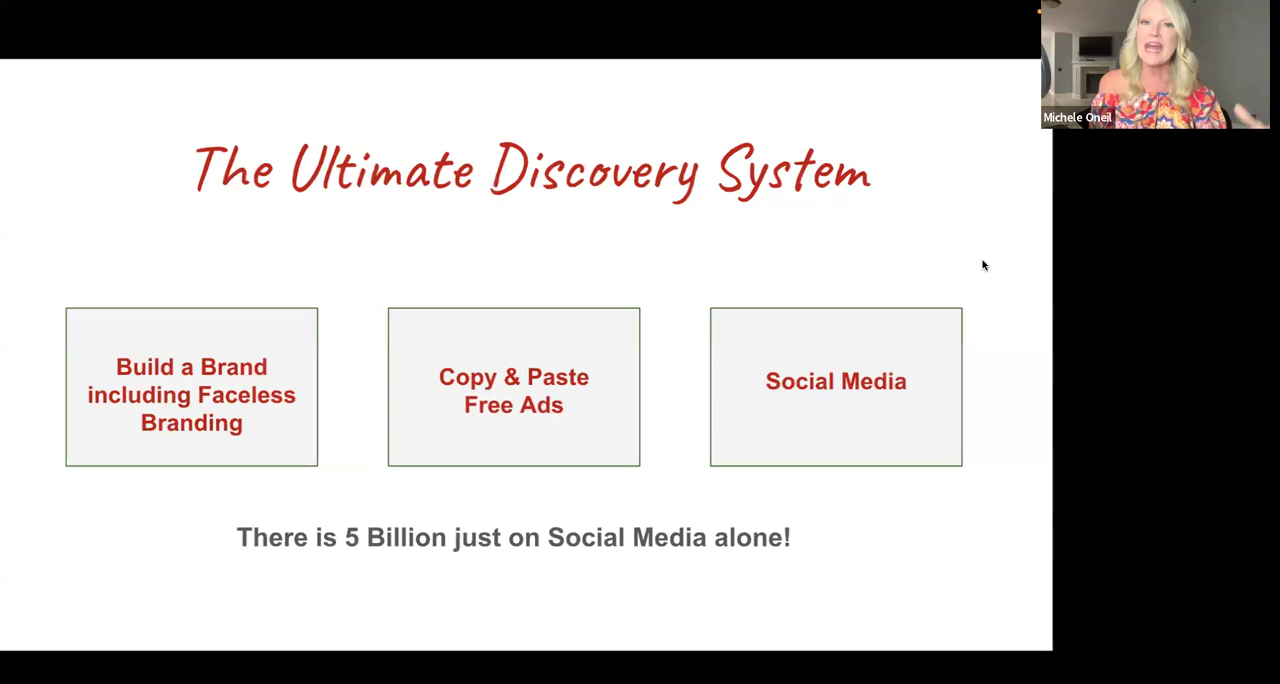 Michele Oneil
The Ultimate Discovery System
Build a Brand
including Faceless
Branding
Copy & Paste
Free Ads
Social Media
There is 5 Billion just on Social Media alone!